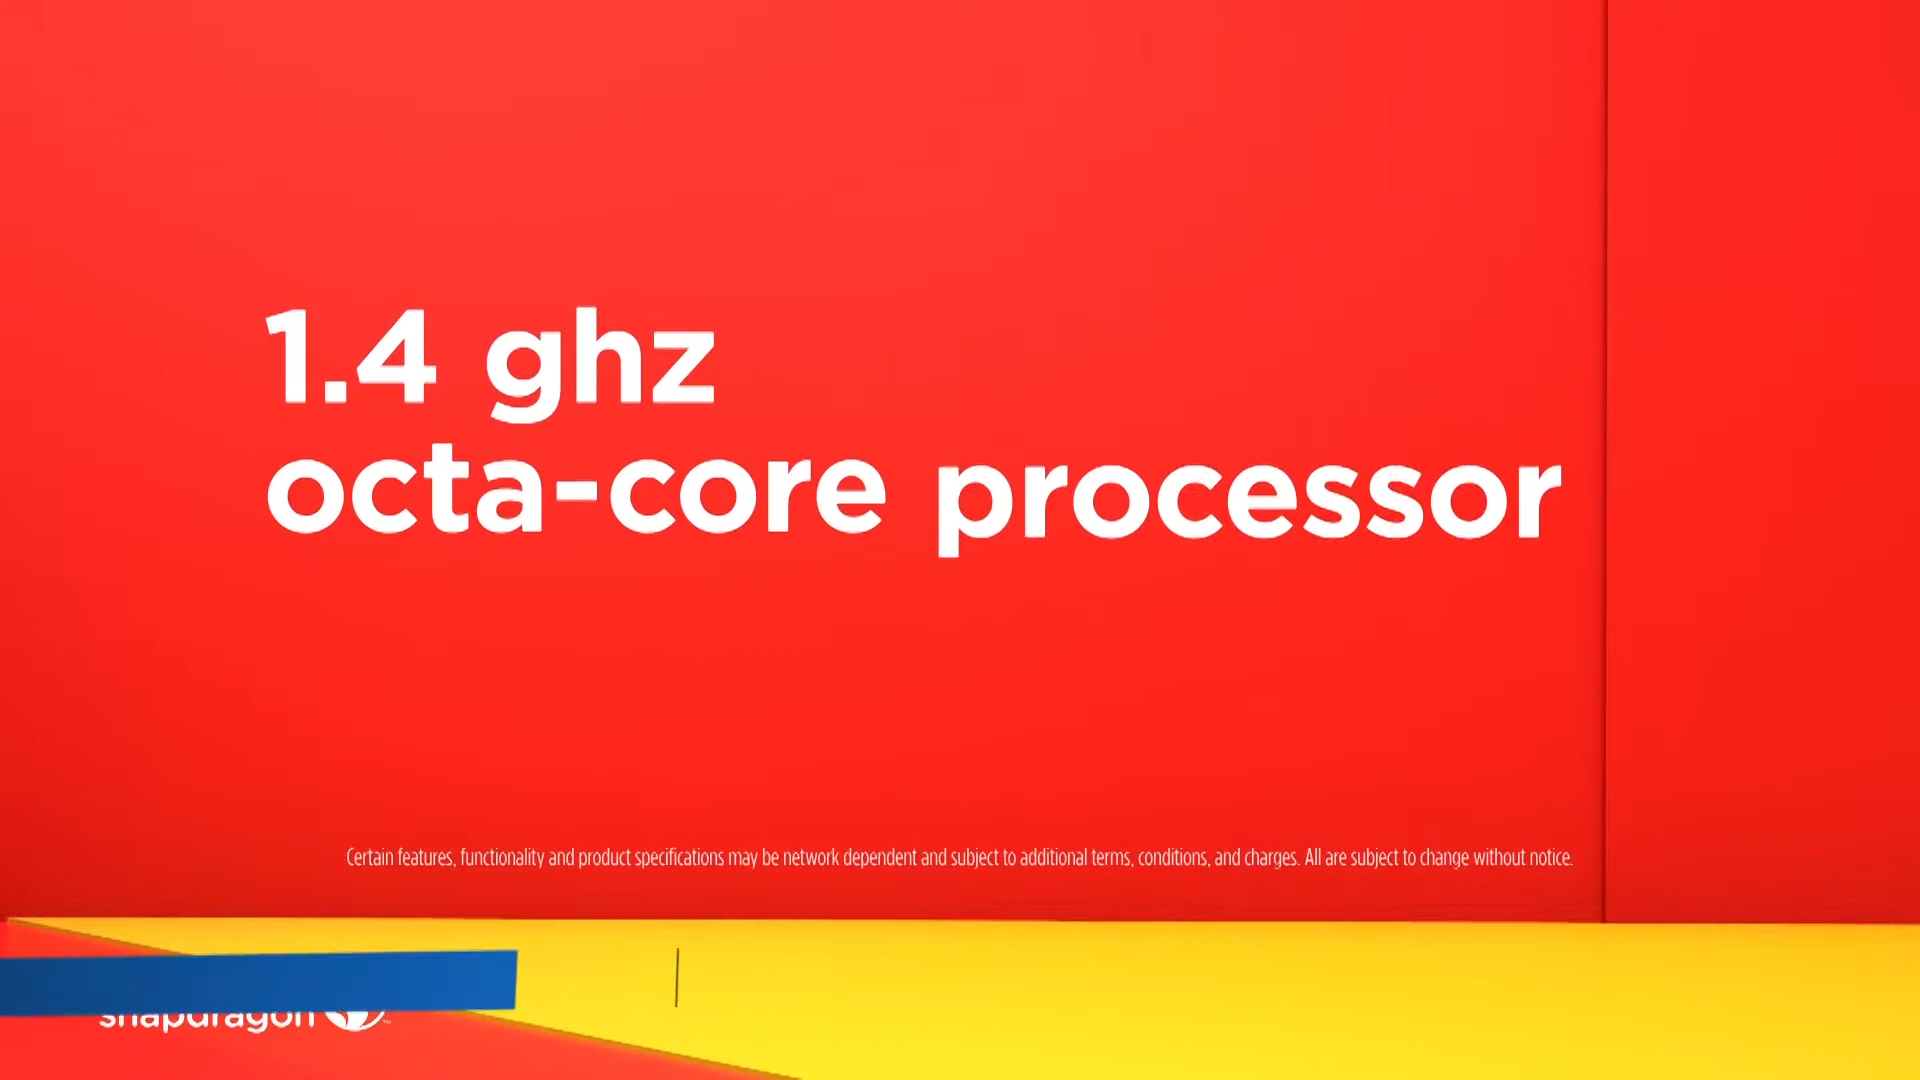 1.4 ghz
octa-core processor
Certain features, functionality and product specifications may be network dependent and subject to additional terms, conditions, and charges. All are subject to change without notice.
snapdragon